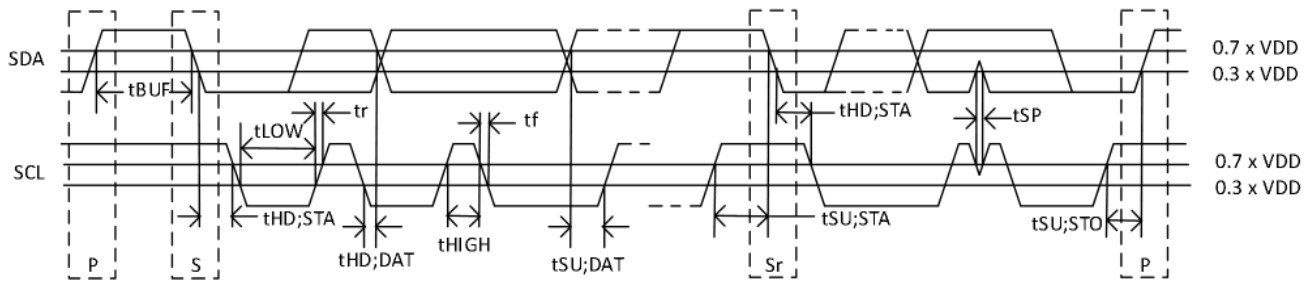 SDA
0.7 x VDD
0.3 x VDD
tBUF
tr
tf
tHD;STA
tSP
tLOW
SCL
0.7 x VDD
0.3 x VDD
tHD;STA
tHD;DAT
tHIGH
tSU;DAT
tSU;STA
tSU;STO
P
S
Sr
P